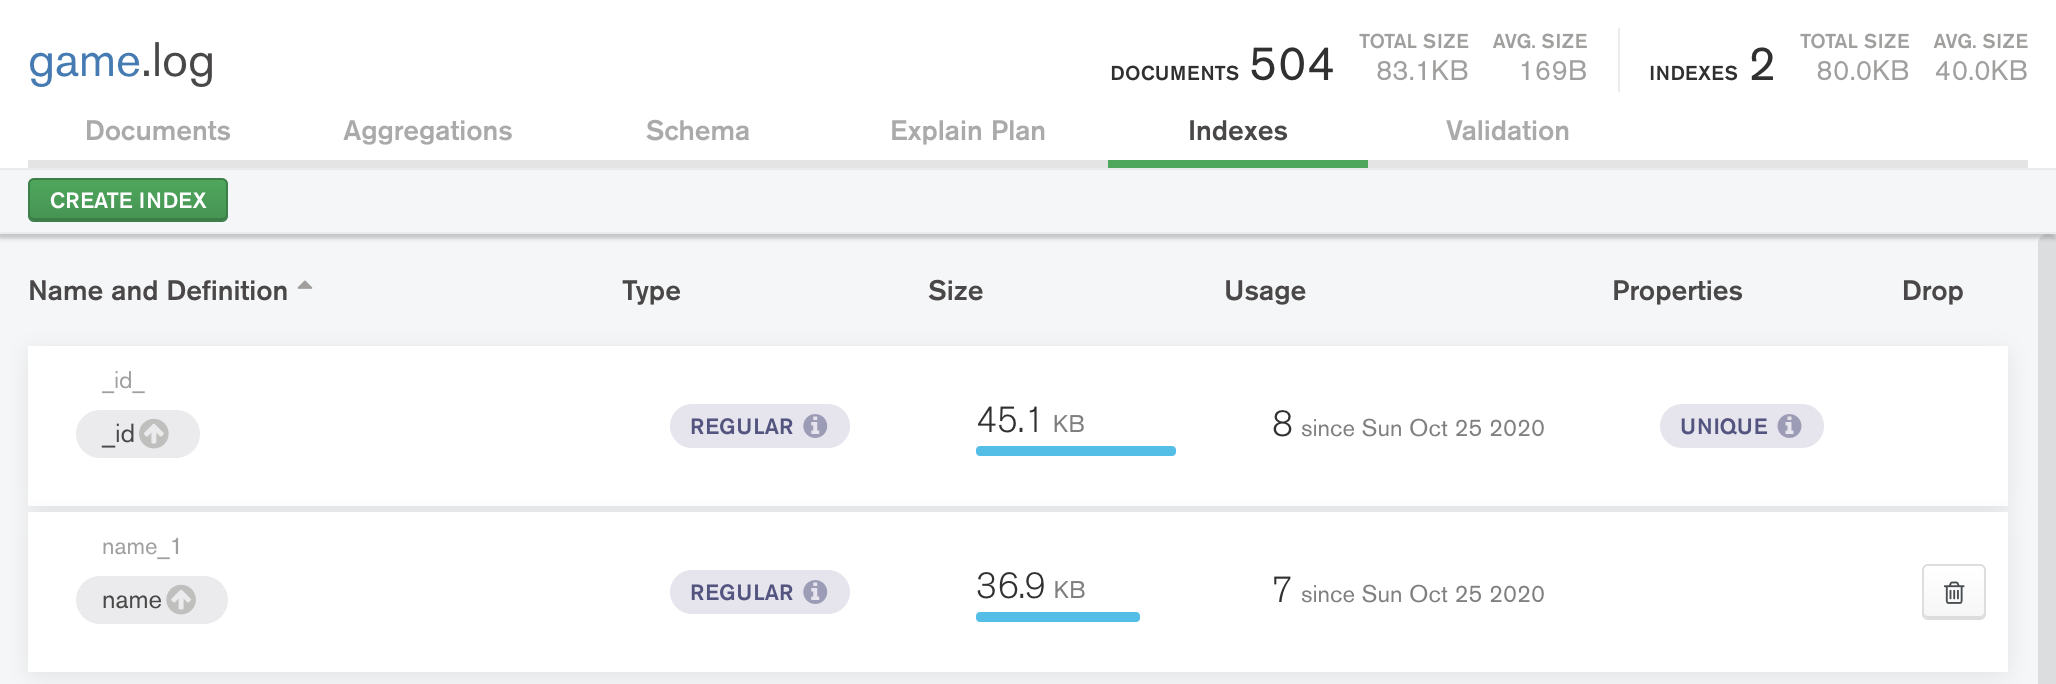 game.log
DOCUMENTS 504 TOTAL SIZE 83.1KB AVG. SIZE 169B INDEXES 2 TOTAL SIZE 80.0KB AVG. SIZE 40.0KB
Documents Aggregations Schema Explain Plan Indexes Validation
CREATE INDEX
Name and Definition Type Size Usage Properties Drop
_id_
_id REGULAR 45.1 KB 8 since Sun Oct 25 2020 UNIQUE
name_1
name REGULAR 36.9 KB 7 since Sun Oct 25 2020